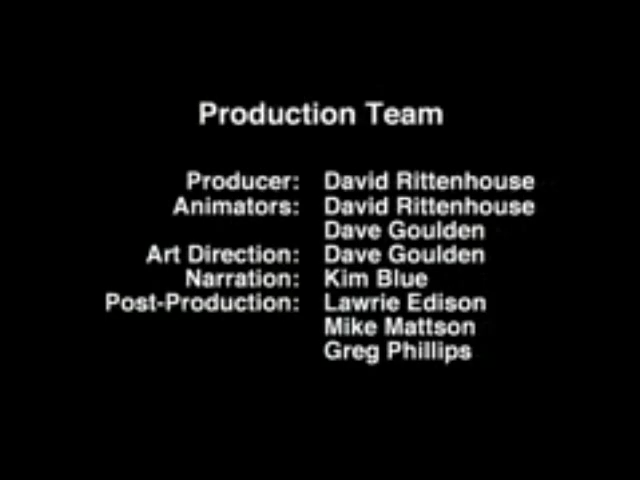 Production Team
Producer: David Rittenhouse
Animators: David Rittenhouse
Dave Goulden
Art Direction: Dave Goulden
Narration: Kim Blue
Post-Production: Lawrie Edison
Mike Mattson
Greg Phillips